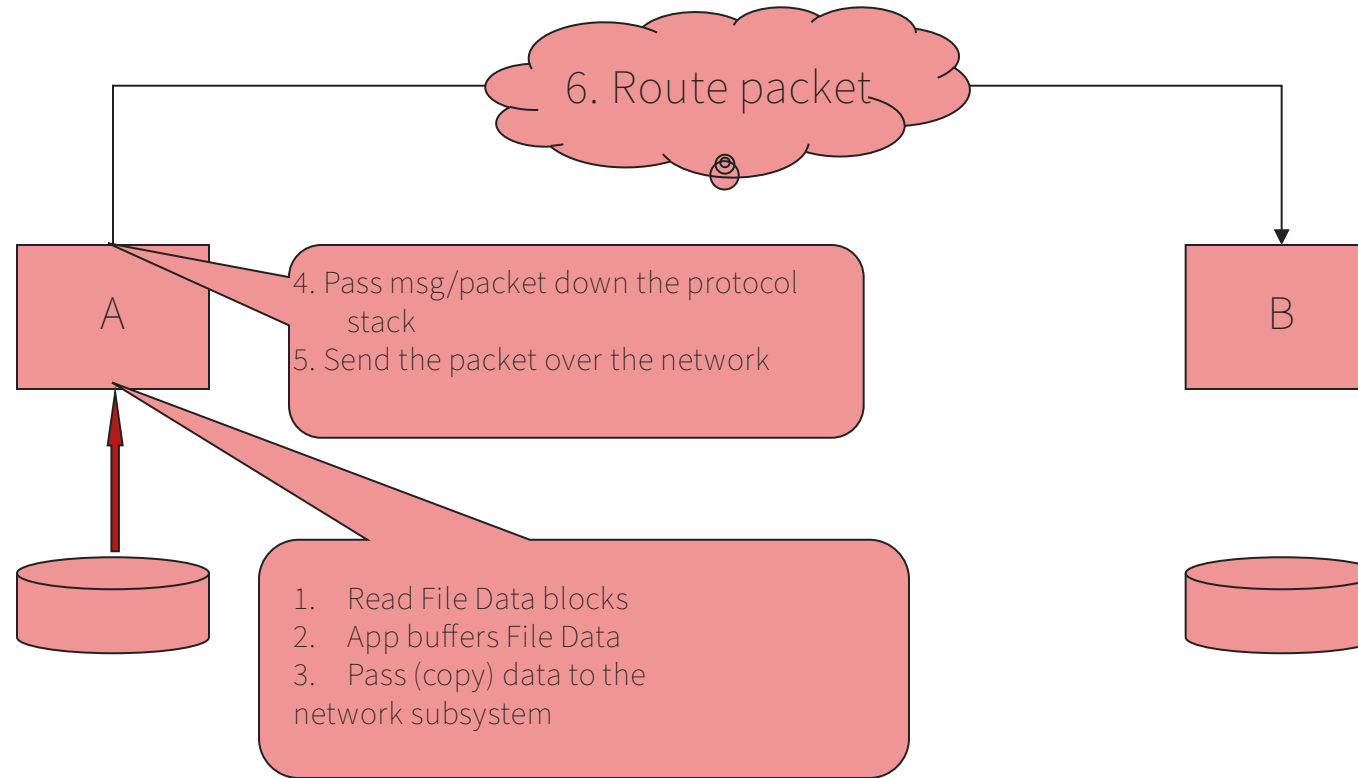 6. Route packet
A
B
4. Pass msg/packet down the protocol
stack
5. Send the packet over the network
1. Read File Data blocks
2. App buffers File Data
3. Pass (copy) data to the
network subsystem